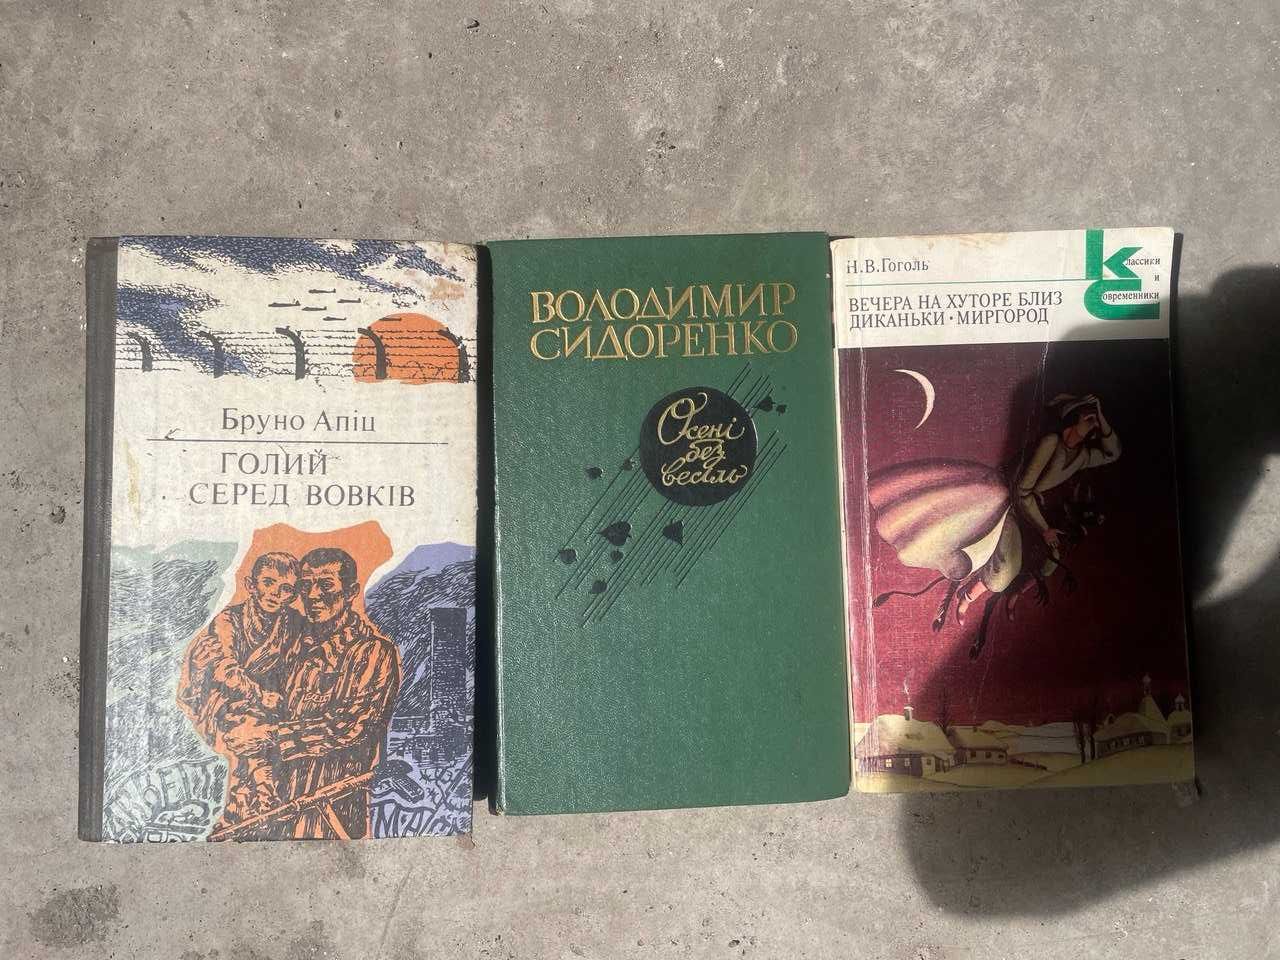 Бруно Апіц
ГОЛИЙ
СЕРЕД ВОВКІВ
ВОЛОДИМИР
СИДОРЕНКО
Осені
без
весіль
Н.В.Гоголь
ВЕЧЕРА НА ХУТОРЕ БЛИЗ
ДИКАНЬКИ · МИРГОРОД
Классики
и
Современники